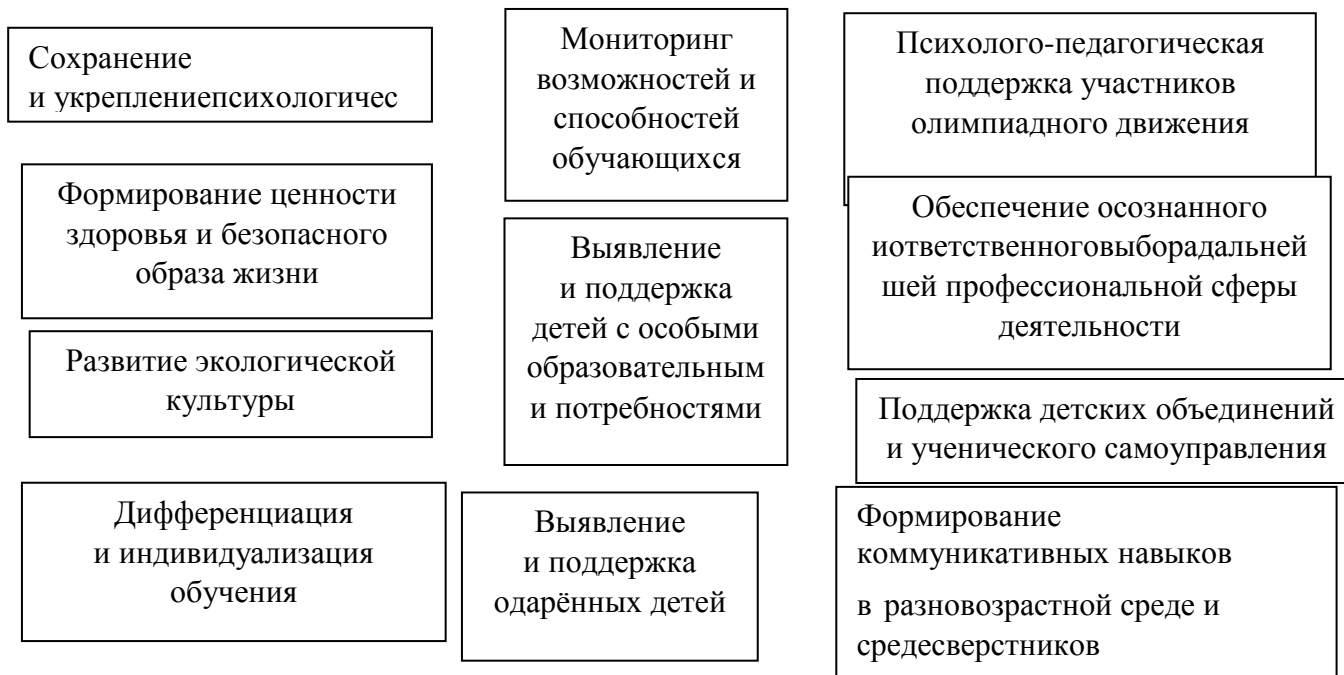 Сохранение
и укреплениепсихологичес
Формирование ценности
здоровья и безопасного
образа жизни
Развитие экологической
культуры
Дифференциация
и индивидуализация
обучения
Мониторинг
возможностей и
способностей
обучающихся
Выявление
и поддержка
детей с особыми
образовательным
и потребностями
Выявление
и поддержка
одарённых детей
Психолого-педагогическая
поддержка участников
олимпиадного движения
Обеспечение осознанного
иответственноговыборадальней
шей профессиональной сферы
деятельности
Поддержка детских объединений
и ученического самоуправления
Формирование
коммуникативных навыков
в разновозрастной среде и
средесверстников